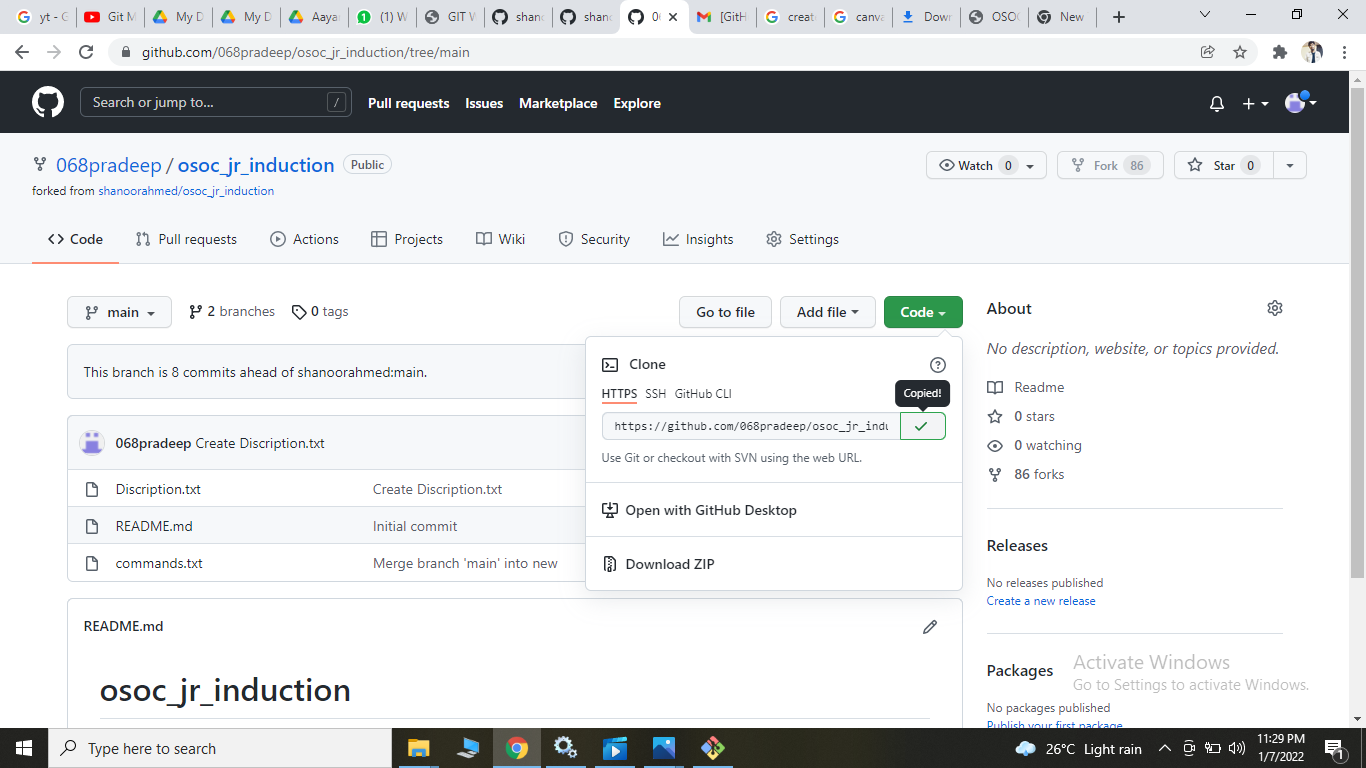 yt - G
Git M
My D
My D
Aayar
(1) W
GIT W
shano
shano
06
[GitH
create
canva
Down
OSOC
New
github.com/068pradeep/osoc_jr_induction/tree/main
Search or jump to... /
Pull requests Issues Marketplace Explore
068pradeep / osoc_jr_induction Public
Watch 0 Fork 86 Star 0
forked from shanoorahmed/osoc_jr_induction
Code Pull requests Actions Projects Wiki Security Insights Settings
main 2 branches 0 tags Go to file Add file Code
This branch is 8 commits ahead of shanoorahmed:main.
068pradeep Create Discription.txt
Discription.txt Create Discription.txt
README.md Initial commit
commands.txt Merge branch 'main' into new
Clone
HTTPS SSH GitHub CLI
Copied!
https://github.com/068pradeep/osoc_jr_indu
Use Git or checkout with SVN using the web URL.
Open with GitHub Desktop
Download ZIP
README.md
osoc_jr_induction
About
No description, website, or topics provided.
Readme
0 stars
0 watching
86 forks
Releases
No releases published
Create a new release
Packages
No packages published
Publish your first package
Activate Windows
Go to Settings to activate Windows.
Type here to search
26°C Light rain
11:29 PM
1/7/2022
1